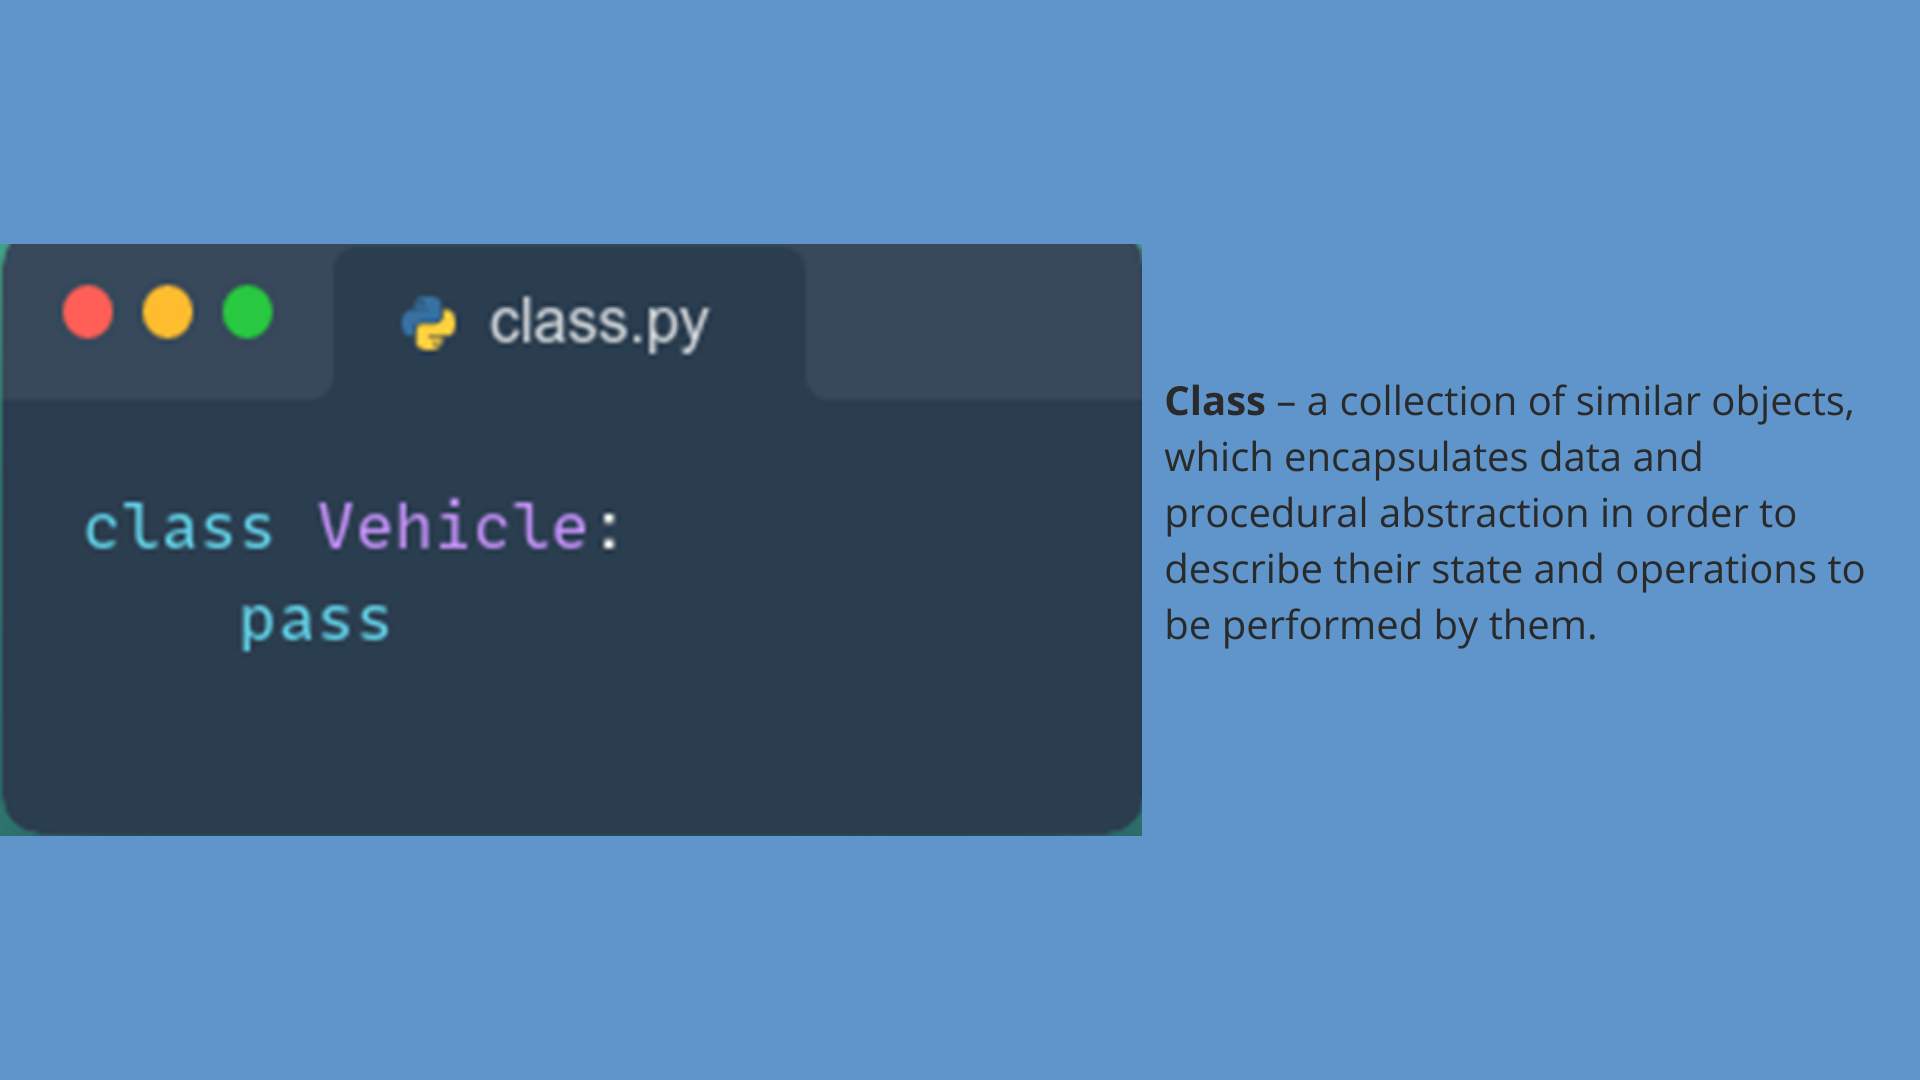 class.py
class Vehicle:
    pass
Class – a collection of similar objects,
which encapsulates data and
procedural abstraction in order to
describe their state and operations to
be performed by them.